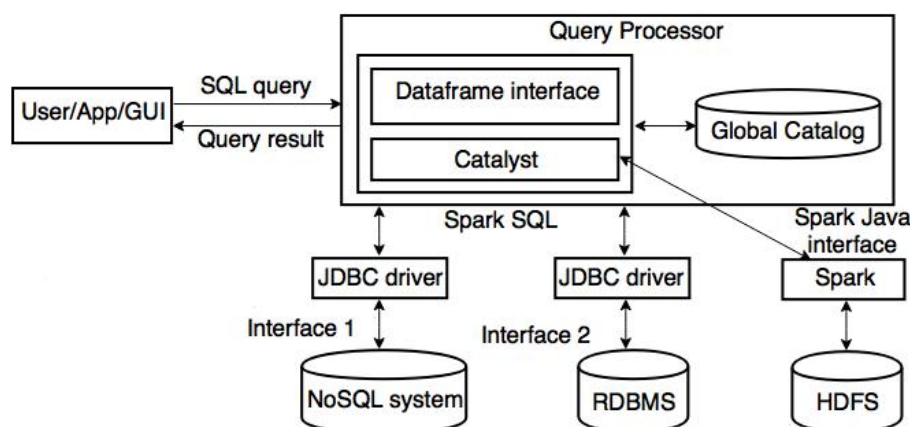 Query Processor
SQL query
User/App/GUI
Query result
Dataframe interface
Catalyst
Global Catalog
Spark SQL
Spark Java
interface
JDBC driver
JDBC driver
Spark
Interface 1
Interface 2
NoSQL system
RDBMS
HDFS